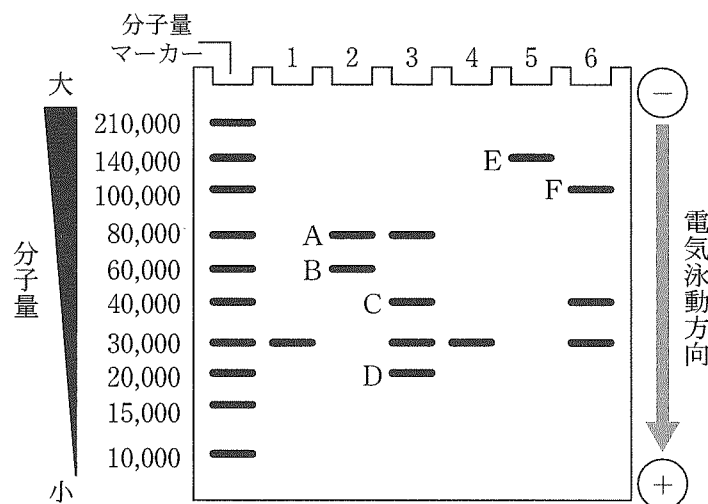 分子量
マーカー
1 2 3 4 5 6
大
−
210,000
140,000
E
100,000
F
80,000
A
60,000
B
40,000
C
30,000
20,000
D
15,000
10,000
小
分子量
電気泳動方向
+